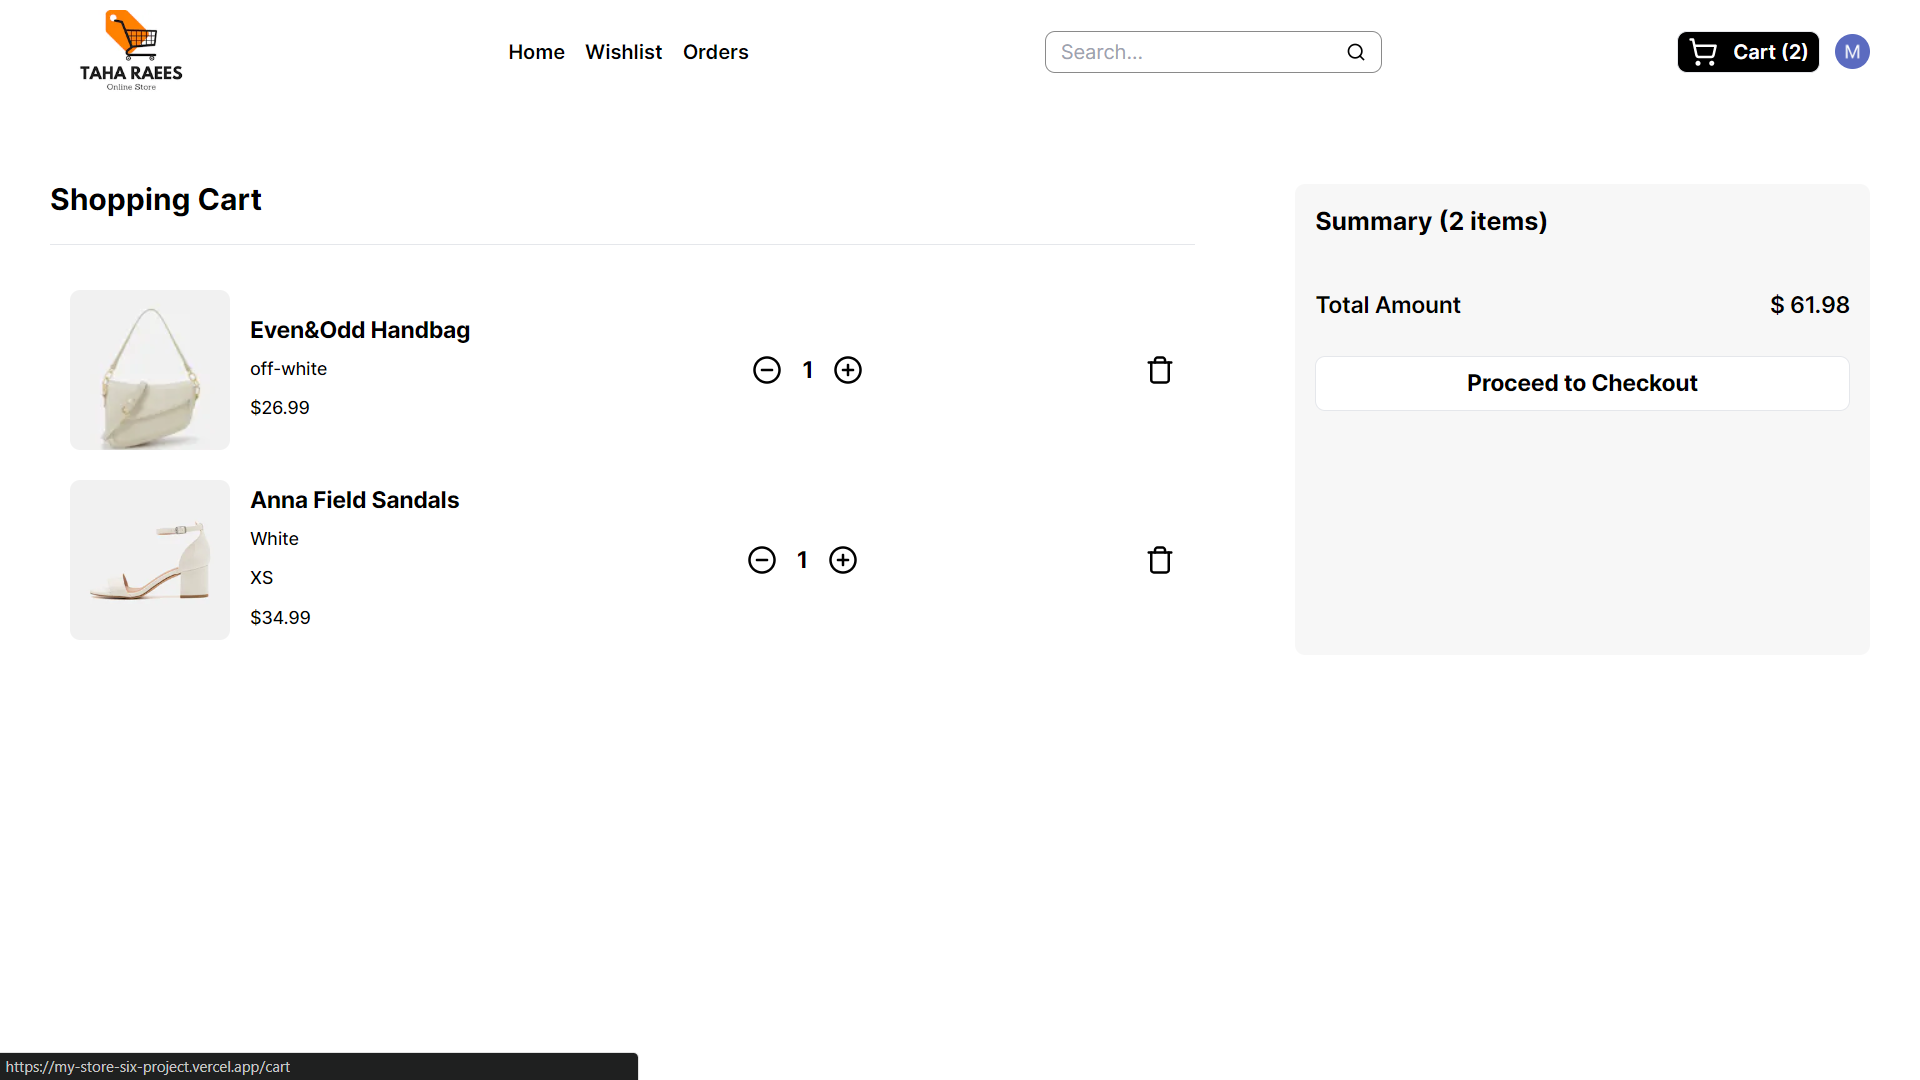 TAHA RAEES
Online Store
Home Wishlist Orders
Search...
Cart (2)
M
Shopping Cart
Even&Odd Handbag
off-white
$26.99
1
Anna Field Sandals
White
XS
$34.99
1
Summary (2 items)
Total Amount $ 61.98
Proceed to Checkout
https://my-store-six-project.vercel.app/cart